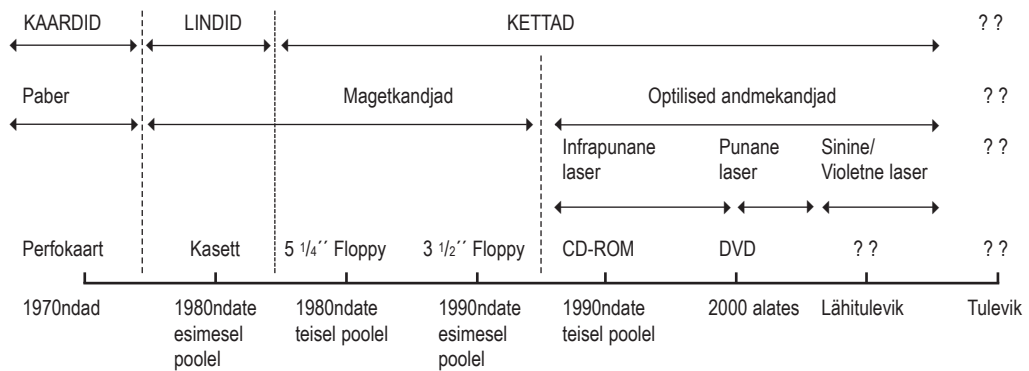 KAARDID LINDID KETTAD ? ?
Paber Magetkandjad Optilised andmekandjad ? ?
Infrapunane laser Punane laser Sinine/ Violetne laser ? ?
Perfokaart Kasett 5 1/4´´ Floppy 3 1/2´´ Floppy CD-ROM DVD ? ? ? ?
1970ndad 1980ndate esimesel poolel 1980ndate teisel poolel 1990ndate esimesel poolel 1990ndate teisel poolel 2000 alates Lähitulevik Tulevik